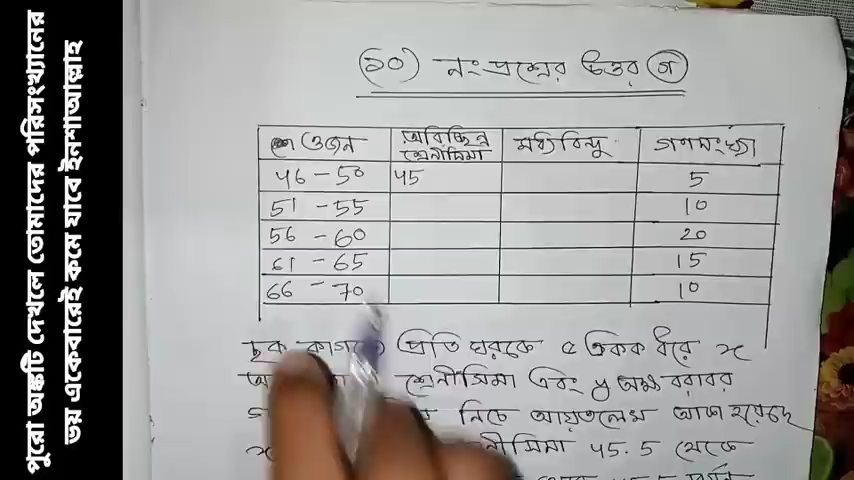 পুরো অঙ্কটি দেখলে তোমাদের পরিসংখ্যানের
ভয় একেবারেই কমে যাবে ইনশাআল্লাহ
১০ নং প্রশ্নের উত্তর গ
ওজন অবিচ্ছিন্ন শ্রেনীসিমা মধ্যবিন্দু গণসংখ্যা
46 - 50 45 5
51 - 55 10
56 - 60 20
61 - 65 15
66 - 70 10
ছক প্রতি ঘরকে ৫ একক ধরে x
শ্রেনীসিমা এবং y অক্ষ বরাবর
নিচে আয়তলেখ আকা হয়েছে
45.5 থেকে